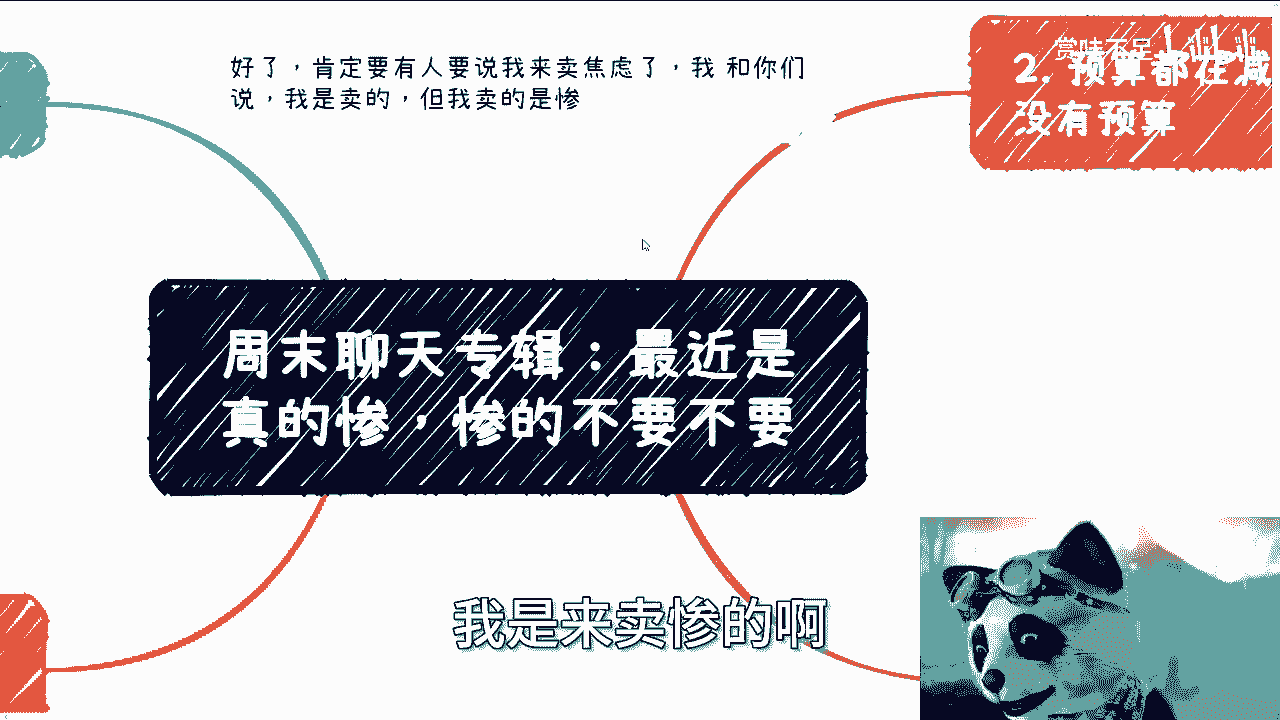 好了，肯定要有人要说我来卖焦虑了，我 和你们
说，我是卖的，但我卖的是惨
赏味不足 bilibili
2. 预算都在减
没有预算
周末聊天专辑：最近是
真的惨，惨的不要不要
我是来卖惨的啊